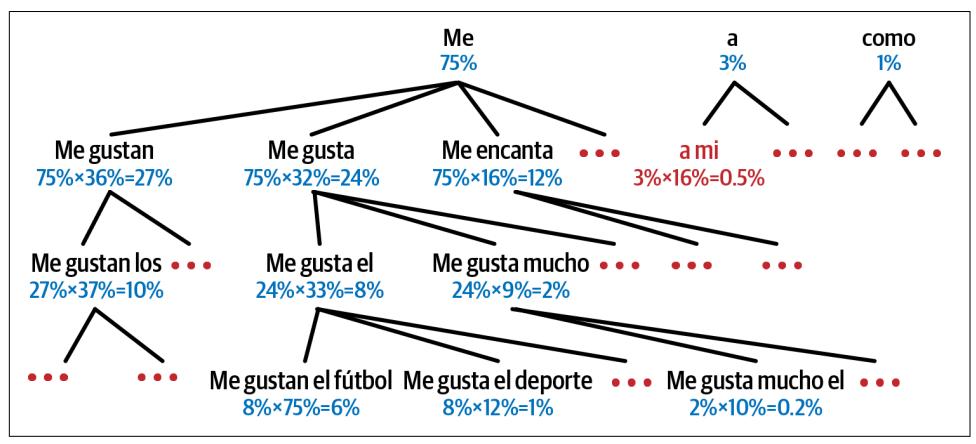 Me a como
75% 3% 1%
Me gustan Me gusta Me encanta ••• a mi ••• ••• •••
75%×36%=27% 75%×32%=24% 75%×16%=12% 3%×16%=0.5%
Me gustan los ••• Me gusta el Me gusta mucho ••• ••• •••
27%×37%=10% 24%×33%=8% 24%×9%=2%
••• ••• Me gustan el fútbol Me gusta el deporte ••• Me gusta mucho el •••
8%×75%=6% 8%×12%=1% 2%×10%=0.2%